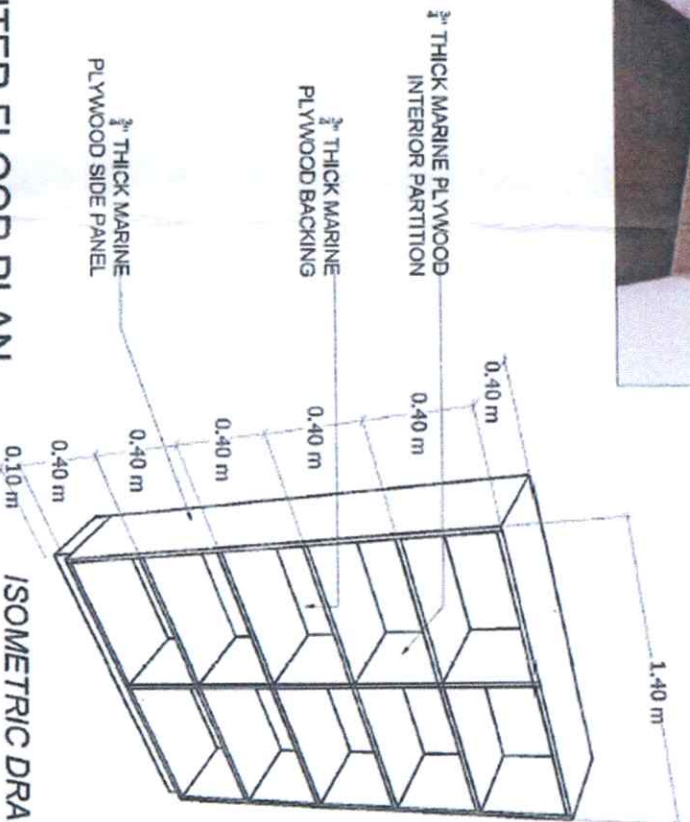 ¾" THICK MARINE PLYWOOD
INTERIOR PARTITION
¾" THICK MARINE
PLYWOOD BACKING
¾" THICK MARINE
PLYWOOD SIDE PANEL
0.40 m
0.40 m
0.40 m
0.40 m
0.40 m
0.40 m
0.10 m
1.40 m
FLOOR PLAN
ISOMETRIC DRA